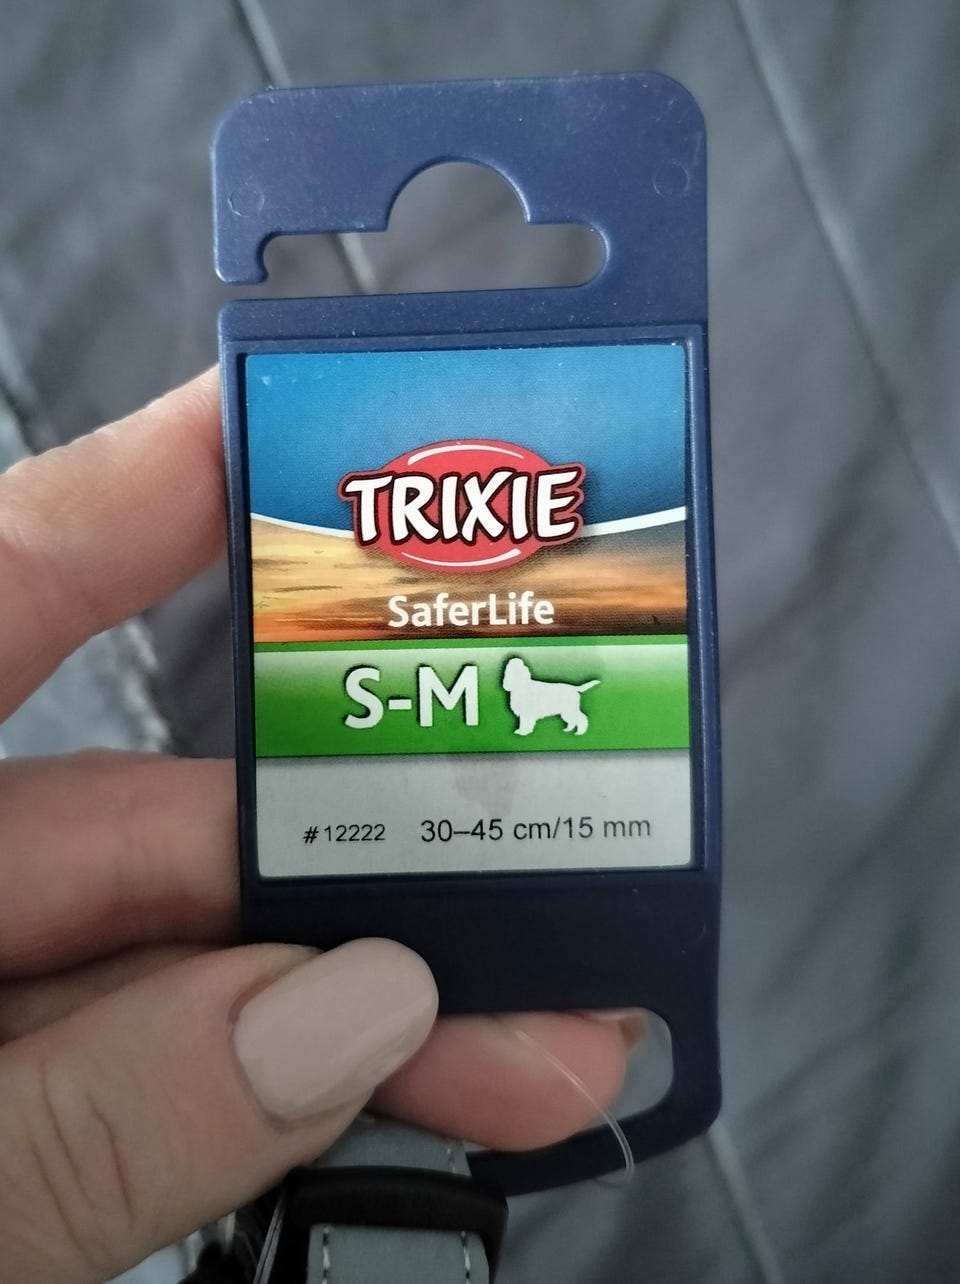 TRIXIE
SaferLife
S-M
#12222 30–45 cm/15 mm